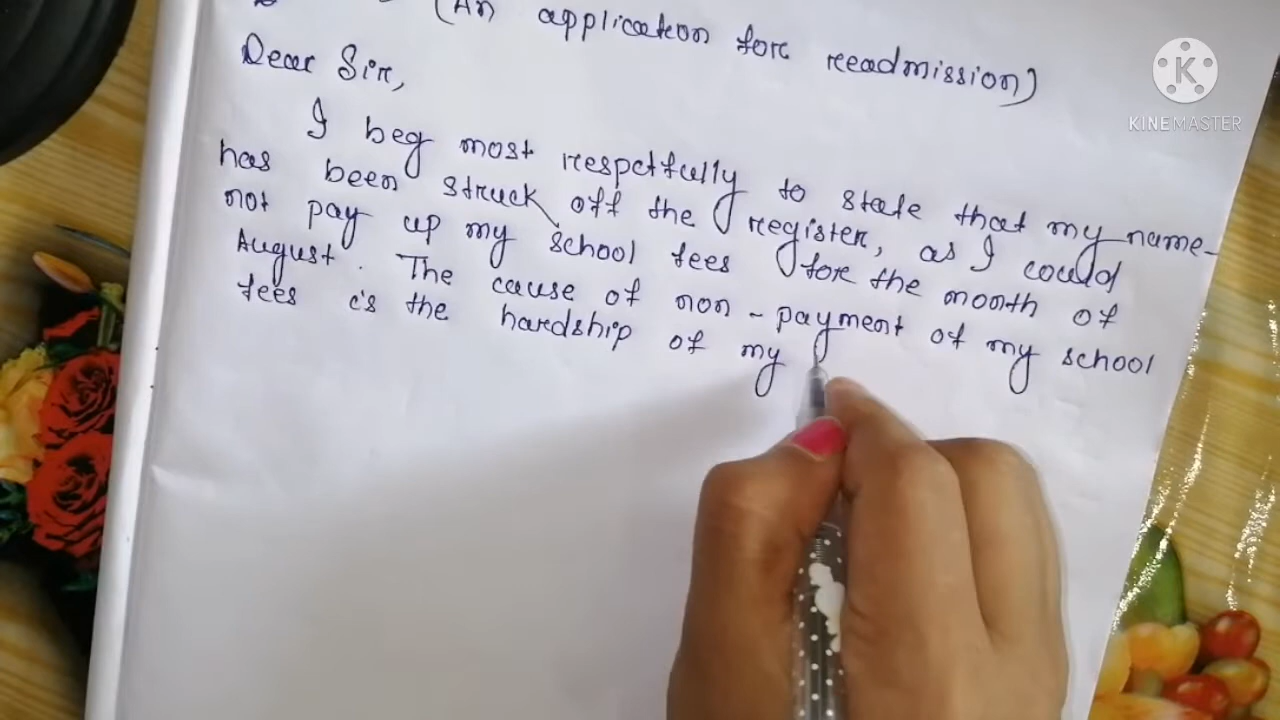 (An application for readmission)
Dear Sir,
I beg most respctfully to state that my name
has been struck off the register, as I could
not pay up my school fees for the month of
August. The cause of non-payment of my school
fees is the hardship of my
KINEMASTER